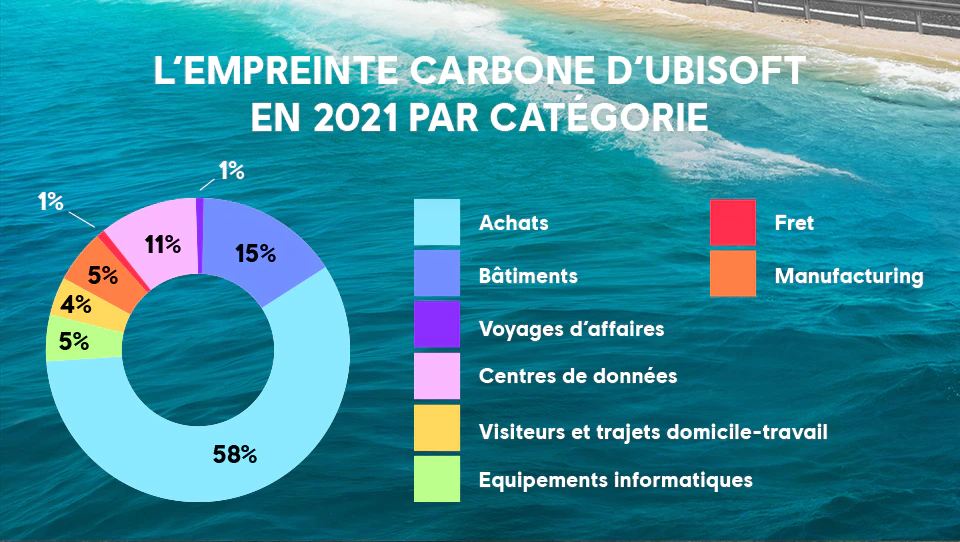 L'EMPREINTE CARBONE D'UBISOFT
EN 2021 PAR CATÉGORIE
1%
1%
11%
15%
5%
4%
5%
58%
Achats
Bâtiments
Voyages d'affaires
Centres de données
Visiteurs et trajets domicile-travail
Equipements informatiques
Fret
Manufacturing